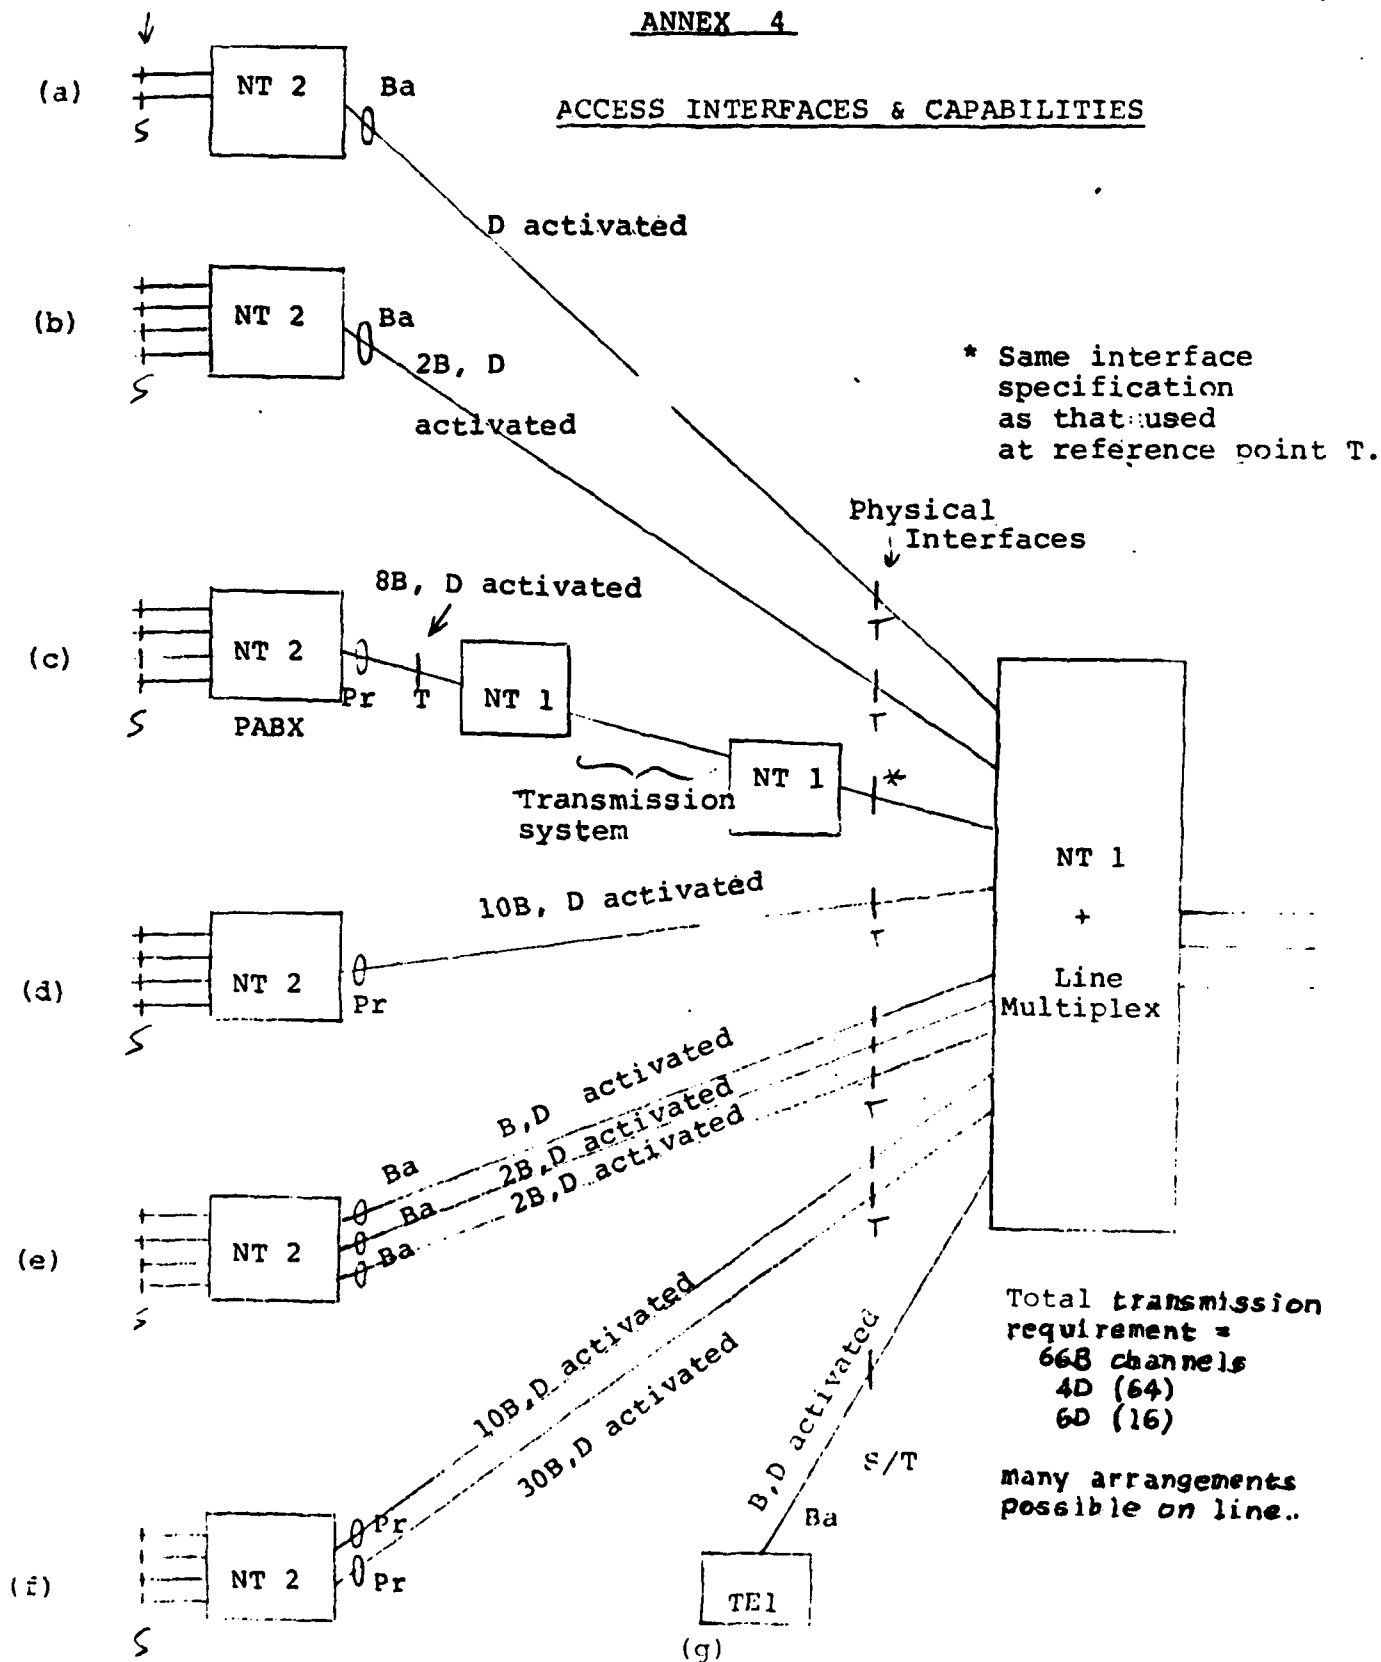 ANNEX 4
ACCESS INTERFACES & CAPABILITIES
(a)
S
NT 2
Ba
D activated
(b)
S
NT 2
Ba
2B, D
activated
* Same interface
specification
as that used
at reference point T.
Physical
Interfaces
T
T
(c)
S
NT 2
PABX
Pr
8B, D activated
T
NT 1
Transmission
system
NT 1
*
NT 1
+
Line
Multiplex
(d)
S
NT 2
Pr
10B, D activated
T
(e)
S
NT 2
Ba
Ba
Ba
B,D activated
2B,D activated
2B,D activated
T
(f)
S
NT 2
Pr
Pr
10B,D activated
30B,D activated
T
B,D activated
S/T
Ba
TE1
(g)
Total transmission
requirement =
66B channels
4D (64)
6D (16)
many arrangements
possible on line..